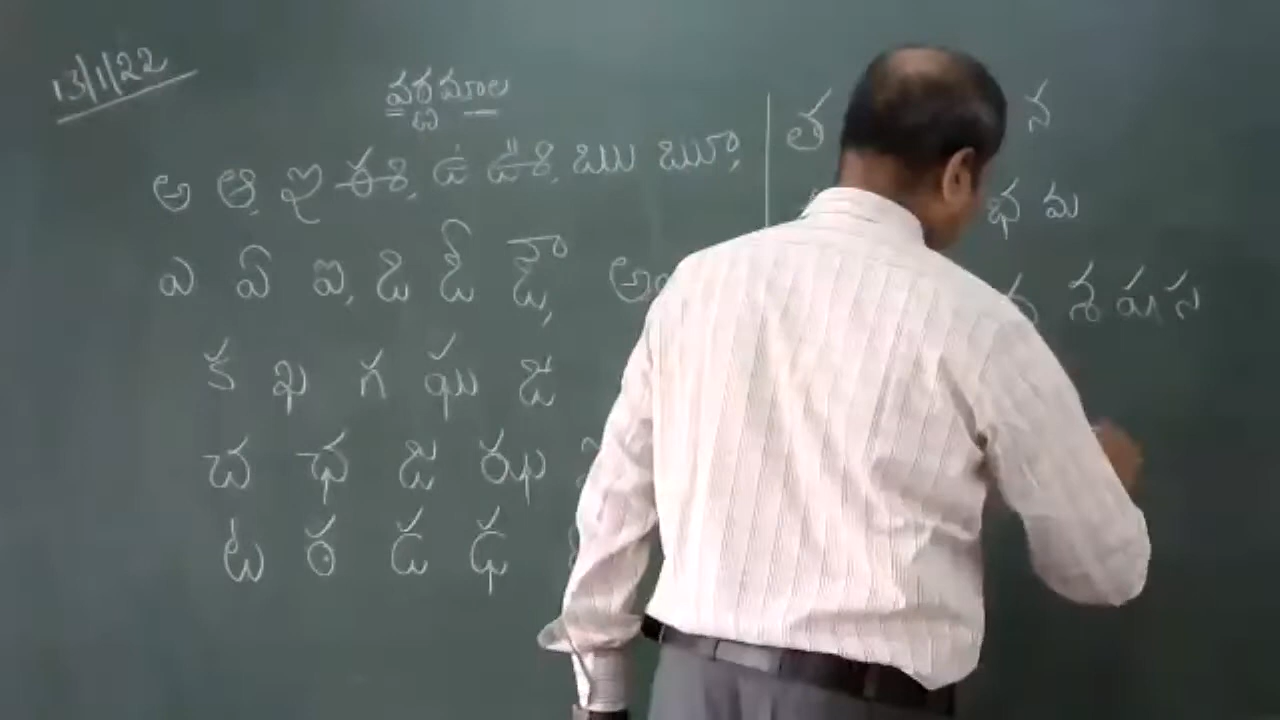 13/1/22
వర్ణమాల
అ ఆ ఐ ఈ ఉ ఊ ఋ ౠ
ఎ ఏ ఐ ఒ ఓ ఔ అం
క ఖ గ ఘ ఙ
చ ఛ జ ఝ
ట ఠ డ ఢ
త న
భ మ
శ ష స